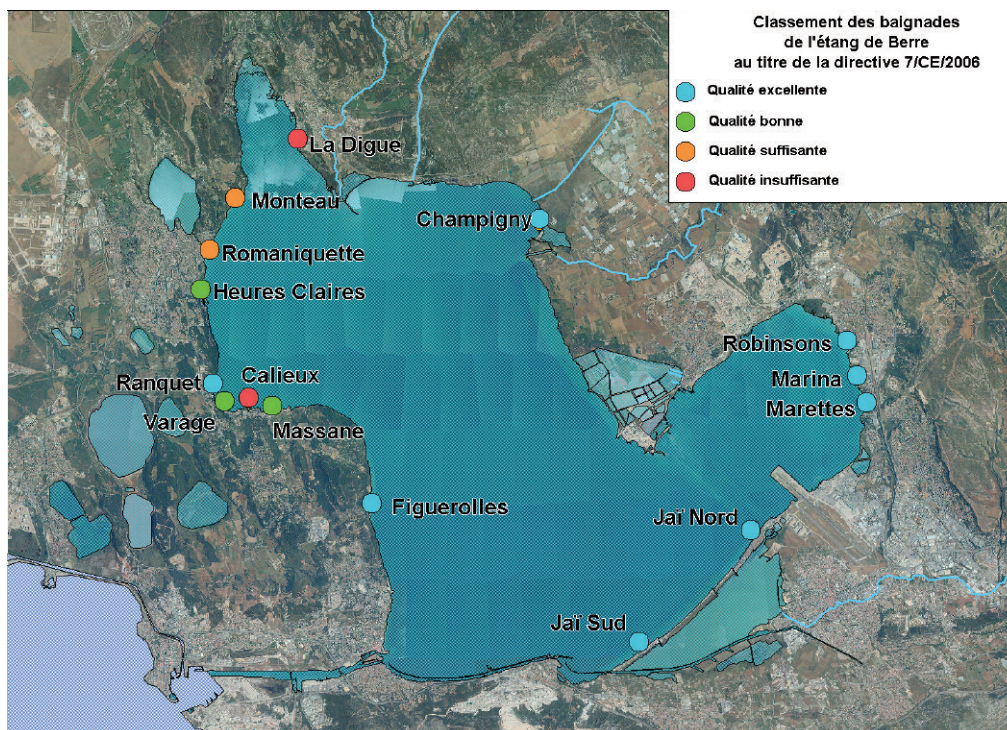 Classement des baignades
de l'étang de Berre
au titre de la directive 7/CE/2006
Qualité excellente
Qualité bonne
Qualité suffisante
Qualité insuffisante
La Digue
Monteau
Champigny
Romaniquette
Heures Claires
Robinsons
Ranquet
Calieux
Marina
Marettes
Varage
Massane
Figuerolles
Jaï Nord
Jaï Sud